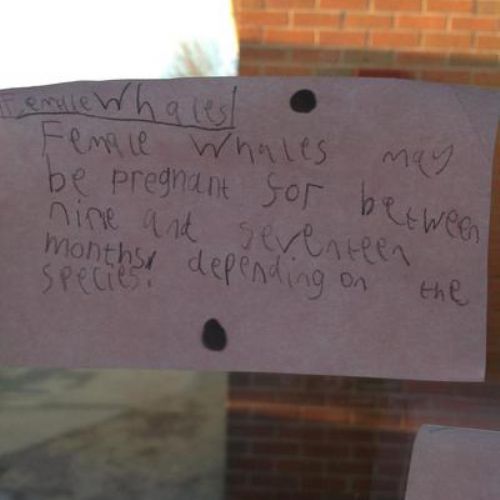 Female Whales
Female Whales may
be pregnant for between
nine and seventeen
months, depending on the
species.